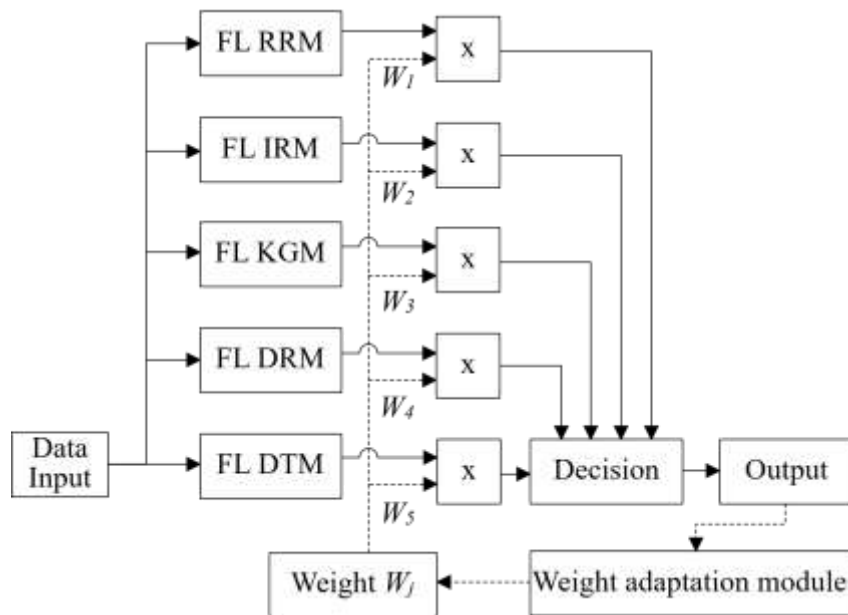 FL RRM
x
W1
FL IRM
x
W2
FL KGM
x
W3
FL DRM
x
W4
Data
Input
FL DTM
x
Decision
Output
W5
Weight Wj
Weight adaptation module